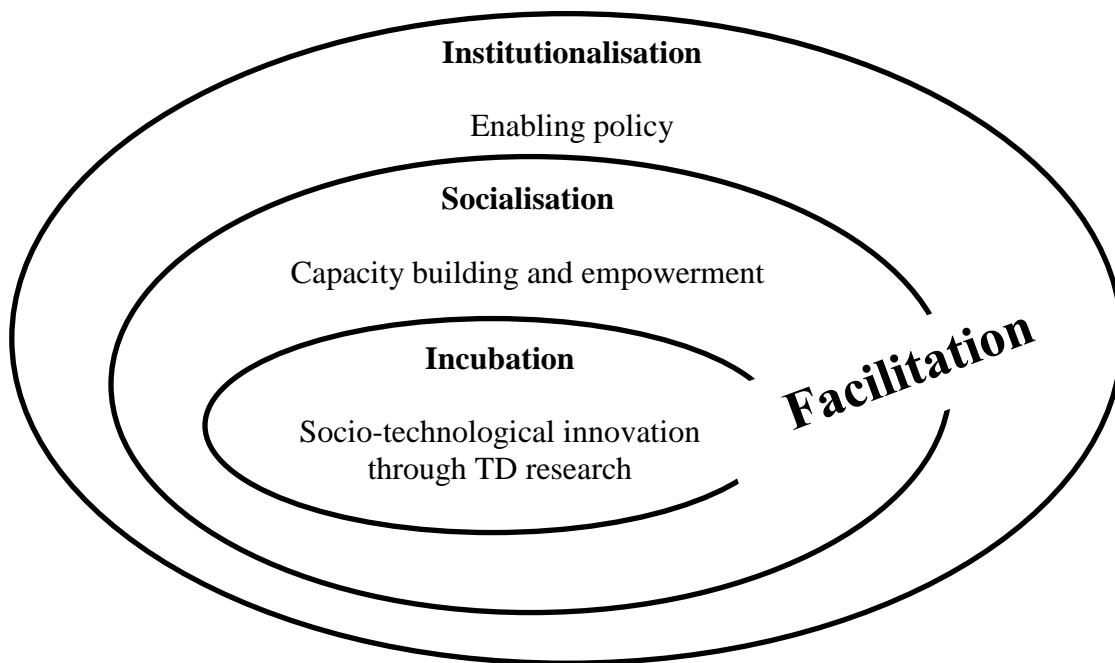 Institutionalisation
Enabling policy
Socialisation
Capacity building and empowerment
Incubation
Socio-technological innovation
through TD research
Facilitation